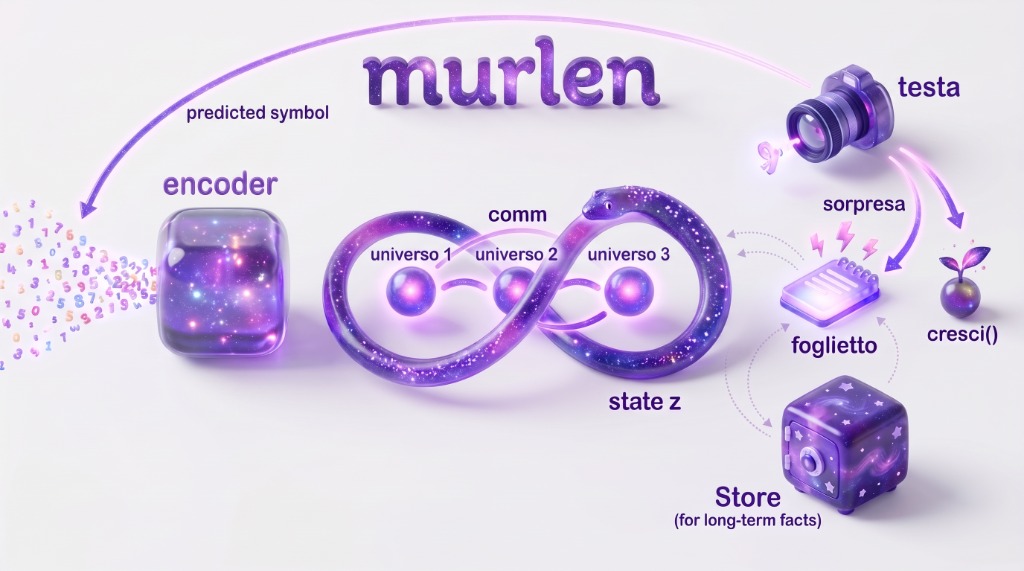 murlen
testa
predicted symbol
encoder
sorpresa
comm
universo 1
universo 2
universo 3
cresci()
foglietto
state z
Store
(for long-term facts)